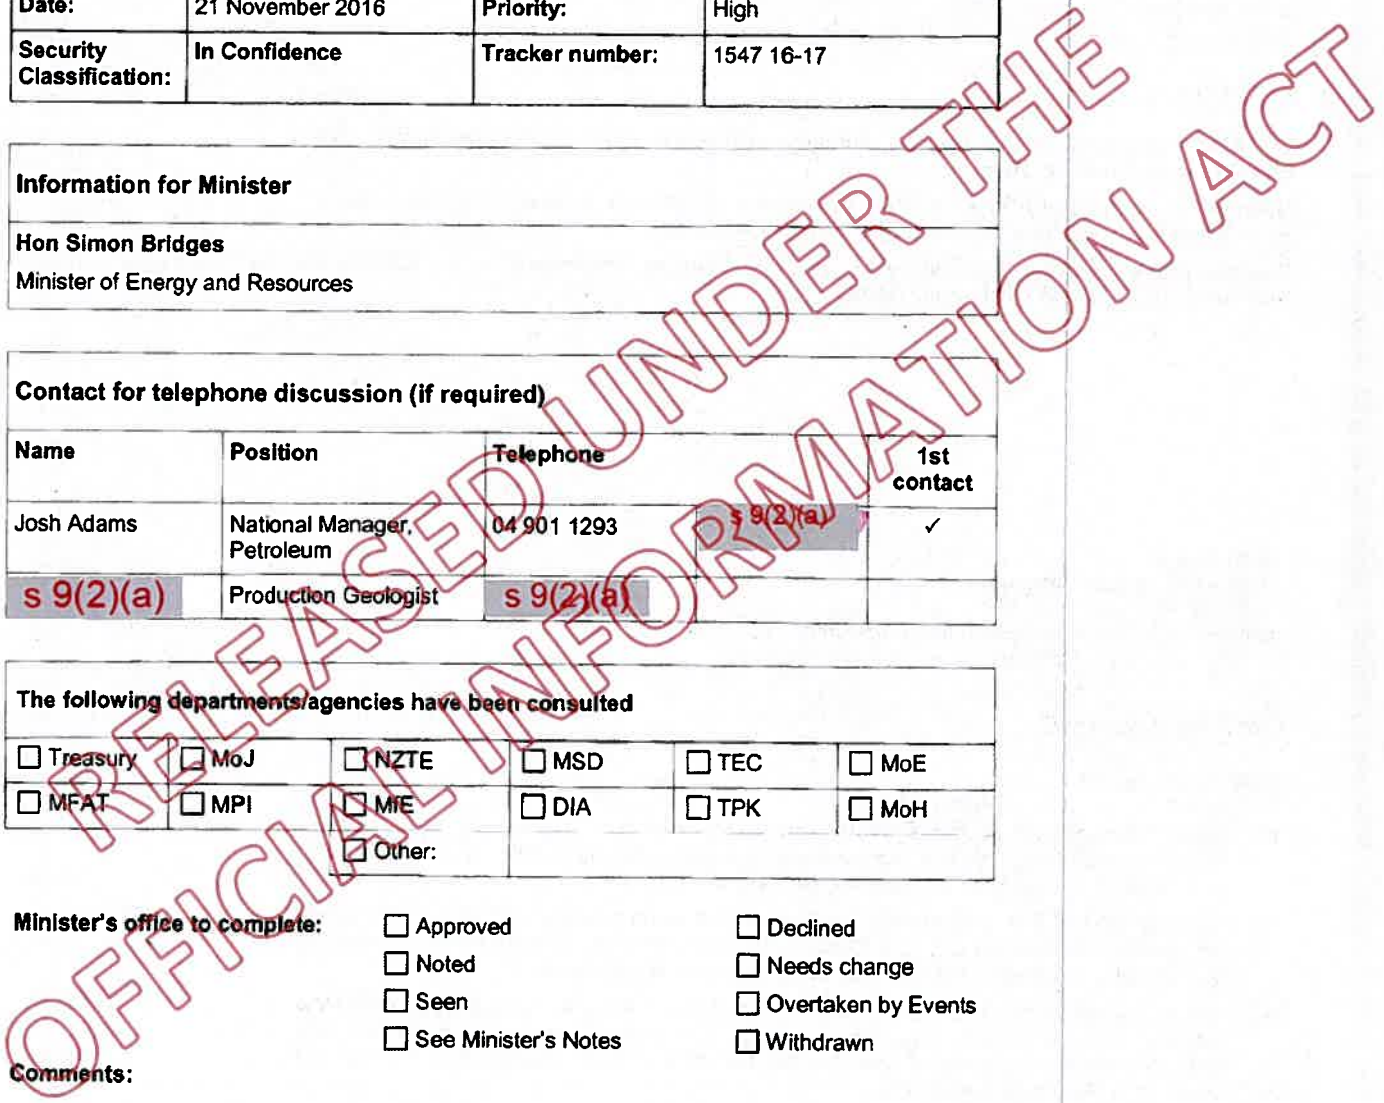 Date: 21 November 2016 Priority: High
Security Classification: In Confidence Tracker number: 1547 16-17
Information for Minister
Hon Simon Bridges
Minister of Energy and Resources
Contact for telephone discussion (if required)
Name Position Telephone 1st contact
Josh Adams National Manager, Petroleum 04 901 1293 s 9(2)(a) ✓
s 9(2)(a) Production Geologist s 9(2)(a)
The following departments/agencies have been consulted
☐ Treasury ☐ MoJ ☐ NZTE ☐ MSD ☐ TEC ☐ MoE
☐ MFAT ☐ MPI ☐ MfE ☐ DIA ☐ TPK ☐ MoH
☐ Other:
Minister's office to complete: ☐ Approved ☐ Declined
☐ Noted ☐ Needs change
☐ Seen ☐ Overtaken by Events
☐ See Minister's Notes ☐ Withdrawn
Comments:
RELEASED UNDER THE
OFFICIAL INFORMATION ACT